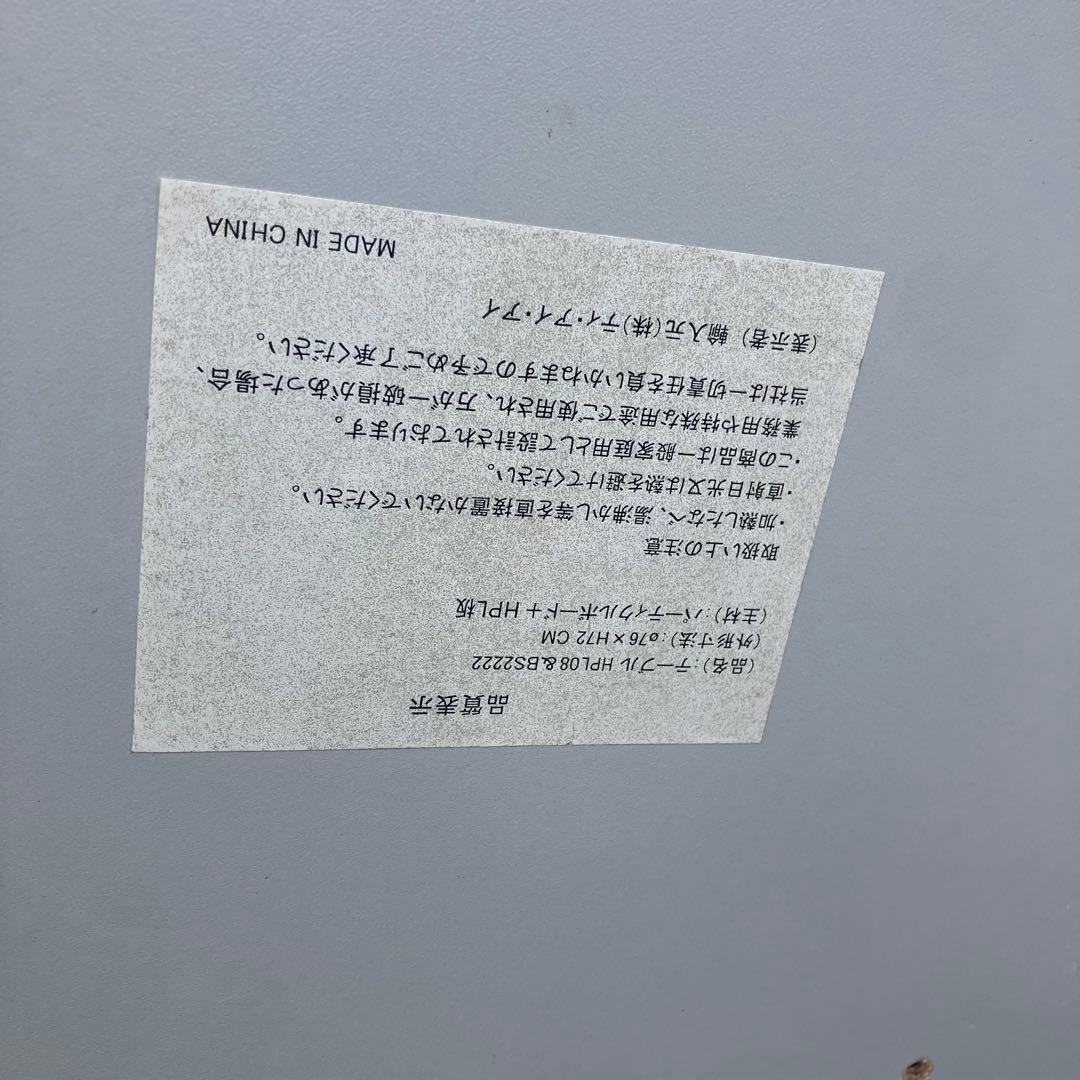 品質表示
(品名):テーブル HPL08&BS2222
(外形寸法):ø76×H72 CM
(主材):パーティクルボード+HPL板
取扱い上の注意
・加熱したなべ、湯沸かし等を直接置かないでください。
・直射日光又は熱を避けてください。
・この商品は一般家庭用として設計されております。
業務用や特殊な用途でご使用され、万が一破損があった場合、
当社は一切責任を負いかねますので予めご了承ください。
(表示者) 輸入元(株)ティ・アイ・アイ
MADE IN CHINA